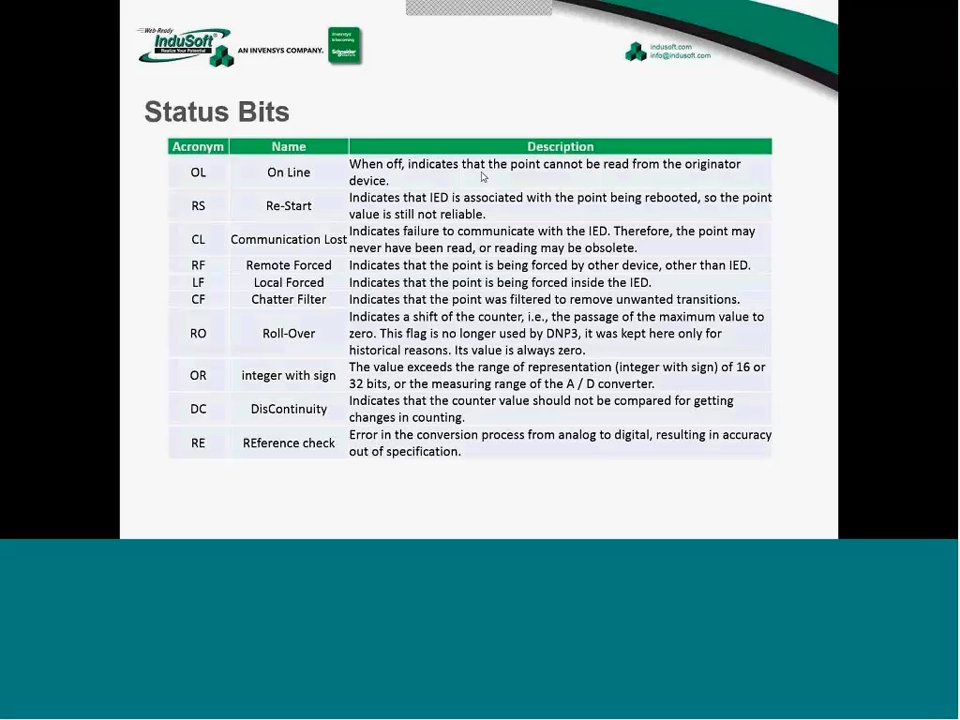 Web-Ready
InduSoft
Realize Your Potential
AN INVENSYS COMPANY.
Schneider
indusoft.com
info@indusoft.com
Status Bits
Acronym Name Description
OL On Line When off, indicates that the point cannot be read from the originator
device.
RS Re-Start Indicates that IED is associated with the point being rebooted, so the point
value is still not reliable.
CL Communication Lost Indicates failure to communicate with the IED. Therefore, the point may
never have been read, or reading may be obsolete.
RF Remote Forced Indicates that the point is being forced by other device, other than IED.
LF Local Forced Indicates that the point is being forced inside the IED.
CF Chatter Filter Indicates that the point was filtered to remove unwanted transitions.
RO Roll-Over Indicates a shift of the counter, i.e., the passage of the maximum value to
zero. This flag is no longer used by DNP3, it was kept here only for
historical reasons. Its value is always zero.
OR integer with sign The value exceeds the range of representation (integer with sign) of 16 or
32 bits, or the measuring range of the A / D converter.
DC DisContinuity Indicates that the counter value should not be compared for getting
changes in counting.
RE REference check Error in the conversion process from analog to digital, resulting in accuracy
out of specification.